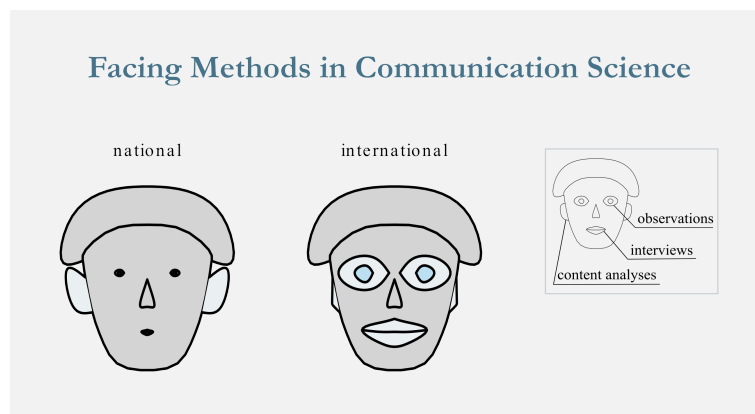 Facing Methods in Communication Science
national
international
observations
interviews
content analyses